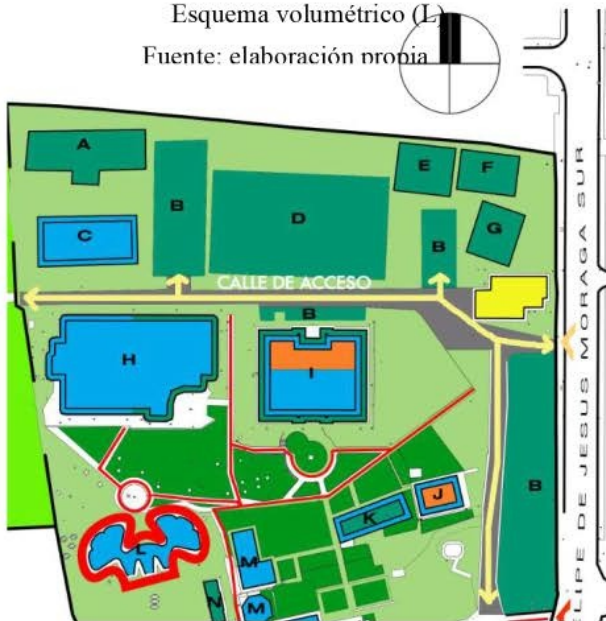 Esquema volumétrico (L)
Fuente: elaboración propia
A
B
C
D
E
F
G
B
CALLE DE ACCESO
B
H
I
J
K
L
M
M
N
B
FELIPE DE JESUS MORAGA SUR